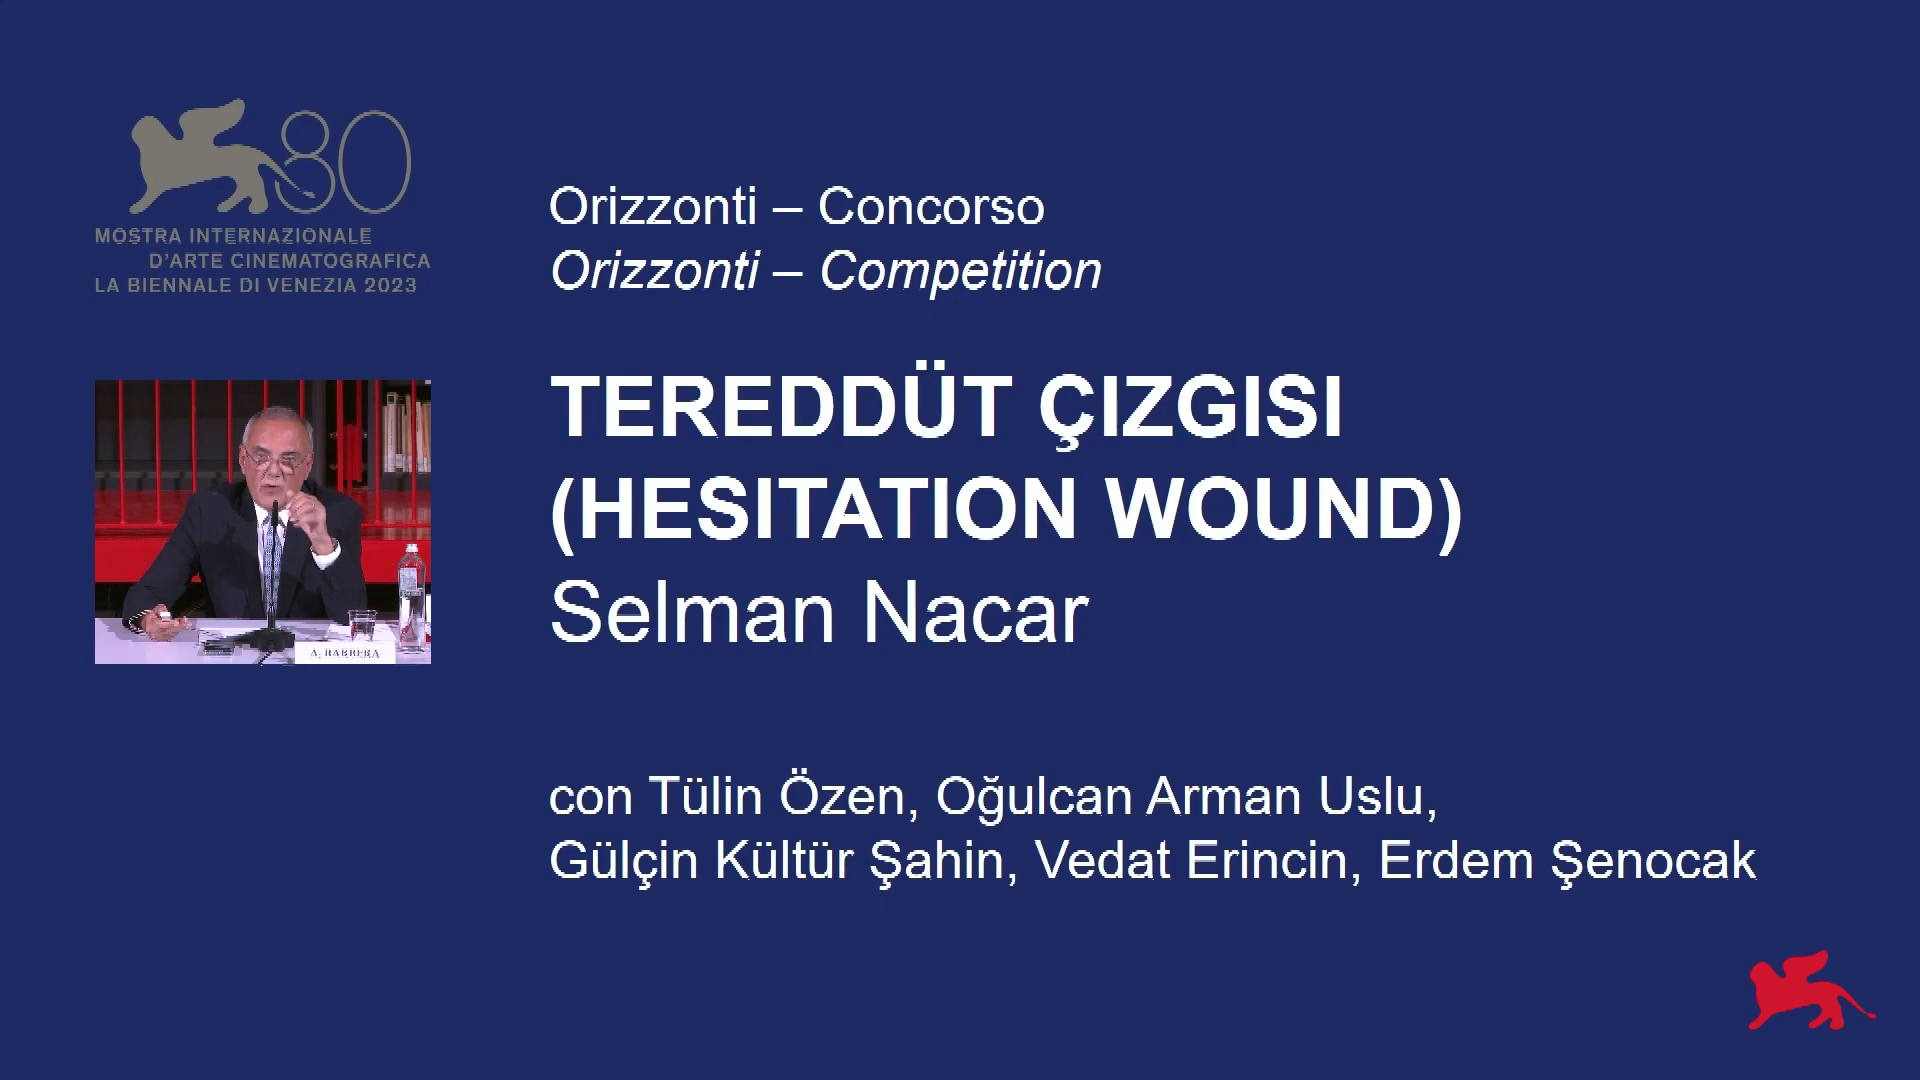 80
MOSTRA INTERNAZIONALE
D'ARTE CINEMATOGRAFICA
LA BIENNALE DI VENEZIA 2023
Orizzonti – Concorso
Orizzonti – Competition
TEREDDÜT ÇIZGISI
(HESITATION WOUND)
Selman Nacar
A. BARBERA
con Tülin Özen, Oğulcan Arman Uslu,
Gülçin Kültür Şahin, Vedat Erincin, Erdem Şenocak